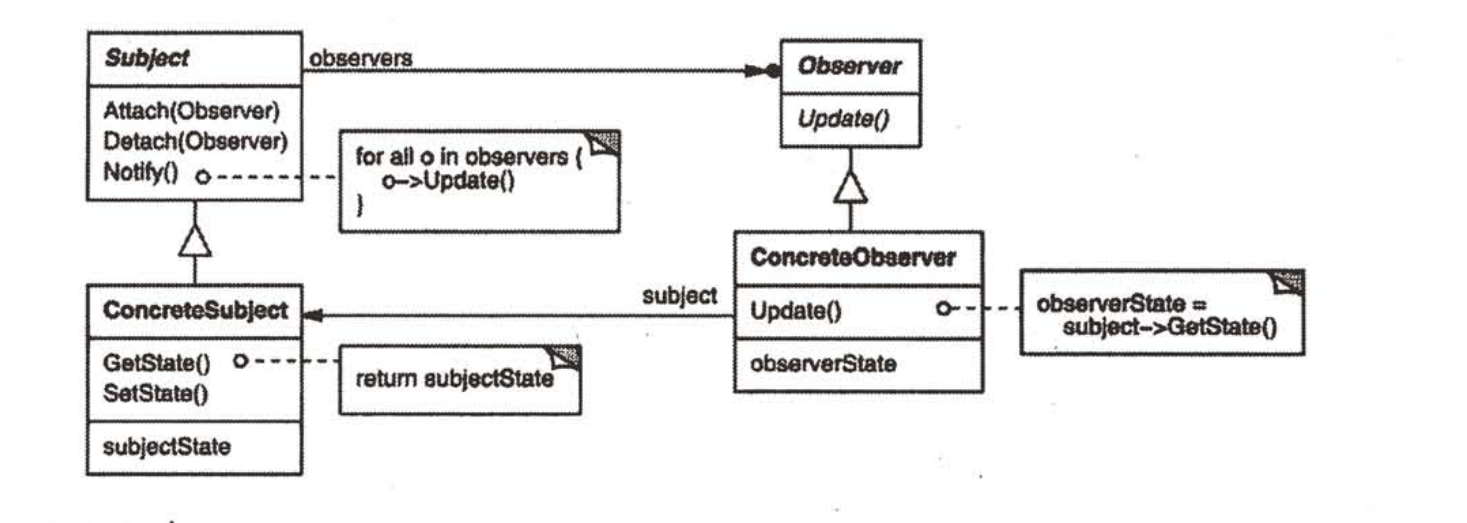 Subject
Attach(Observer)
Detach(Observer)
Notify()
observers
for all o in observers {
o->Update()
}
Observer
Update()
ConcreteSubject
GetState()
SetState()
subjectState
return subjectState
subject
ConcreteObserver
Update()
observerState
observerState =
subject->GetState()